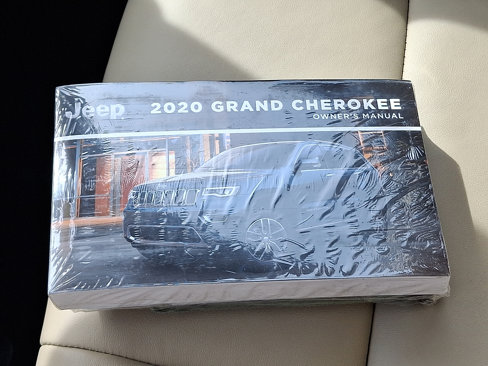 Jeep 2020 GRAND CHEROKEE
OWNER'S MANUAL